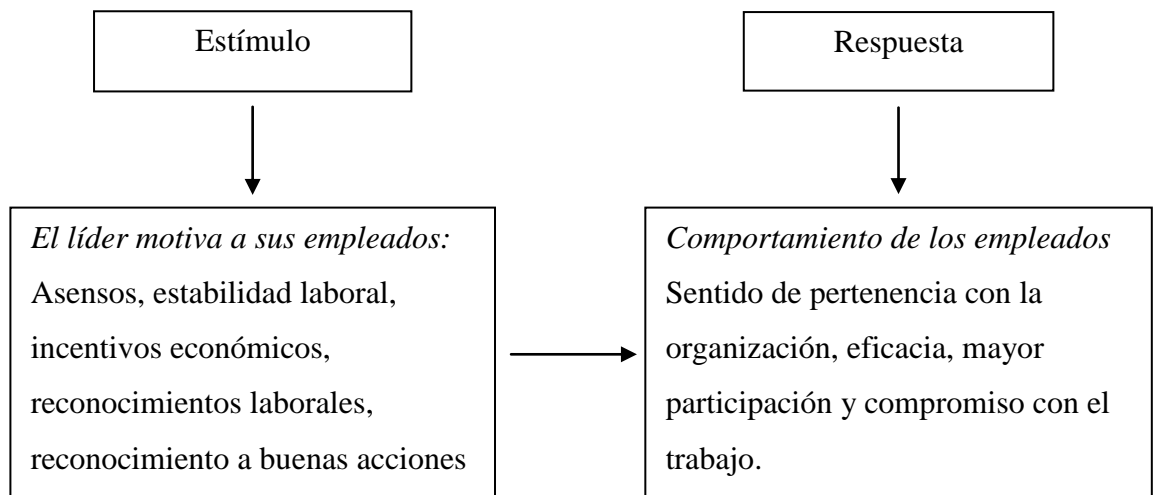 Estímulo
Respuesta
El líder motiva a sus empleados:
Asensos, estabilidad laboral,
incentivos económicos,
reconocimientos laborales,
reconocimiento a buenas acciones
Comportamiento de los empleados
Sentido de pertenencia con la
organización, eficacia, mayor
participación y compromiso con el
trabajo.